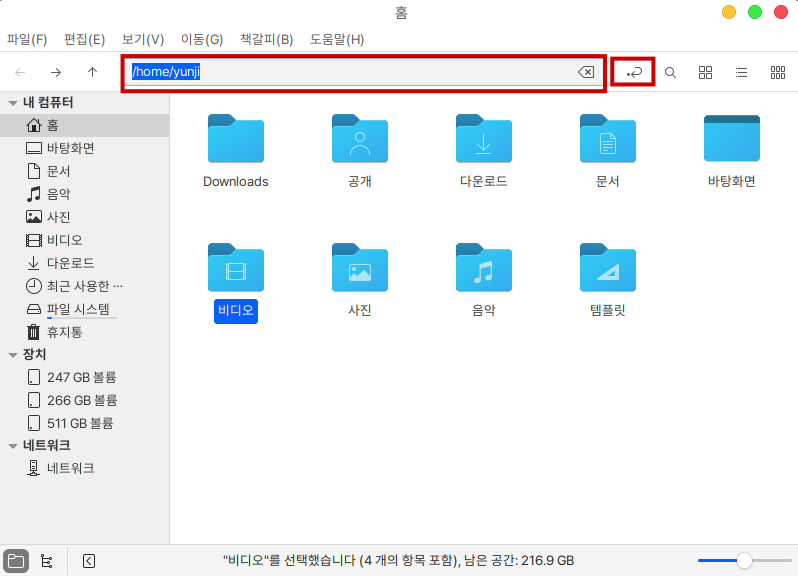 홈
파일(F) 편집(E) 보기(V) 이동(G) 책갈피(B) 도움말(H)
/home/yunji
내 컴퓨터
홈
바탕화면
문서
음악
사진
비디오
다운로드
최근 사용한 ···
파일 시스템
휴지통
장치
247 GB 볼륨
266 GB 볼륨
511 GB 볼륨
네트워크
네트워크
Downloads 공개 다운로드 문서 바탕화면
비디오 사진 음악 템플릿
"비디오"를 선택했습니다 (4 개의 항목 포함), 남은 공간: 216.9 GB